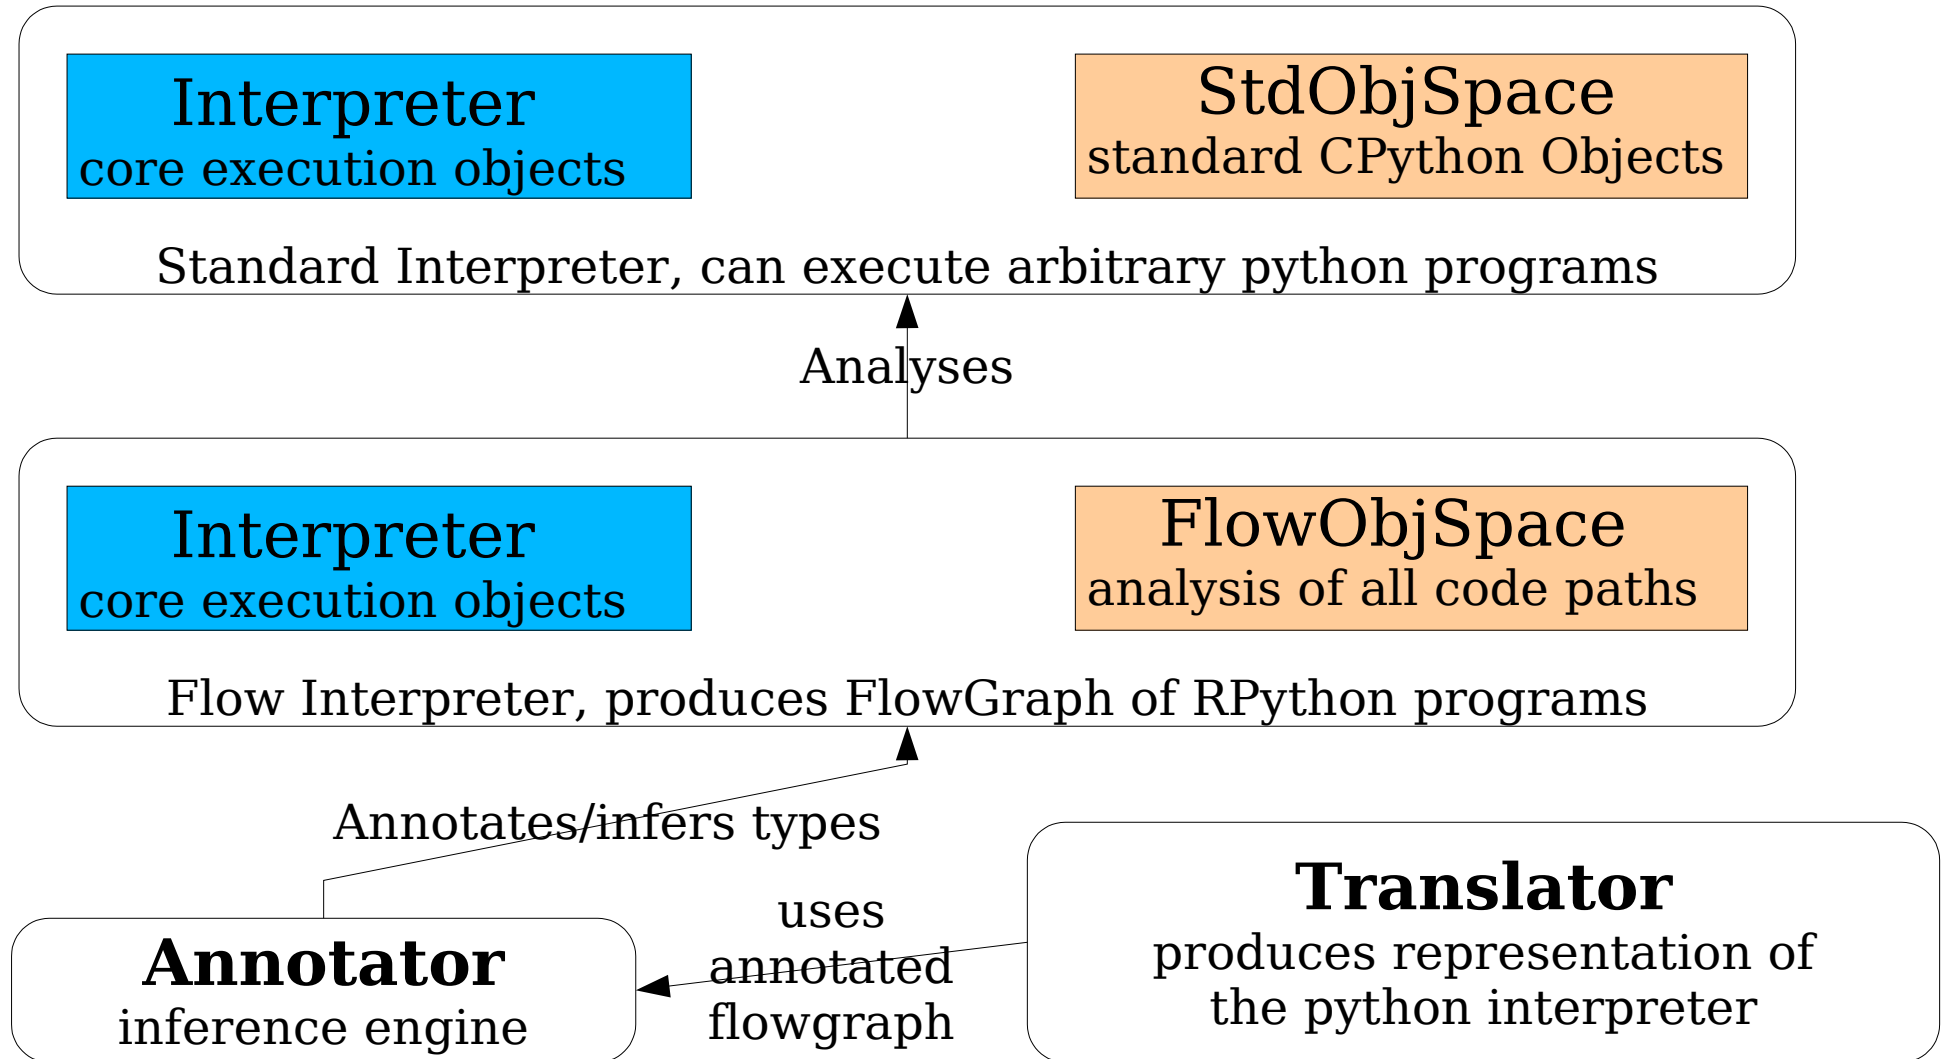 Interpreter
core execution objects
StdObjSpace
standard CPython Objects
Standard Interpreter, can execute arbitrary python programs
Analyses
Interpreter
core execution objects
FlowObjSpace
analysis of all code paths
Flow Interpreter, produces FlowGraph of RPython programs
Annotates/infers types
Annotator
inference engine
uses
annotated
flowgraph
Translator
produces representation of
the python interpreter